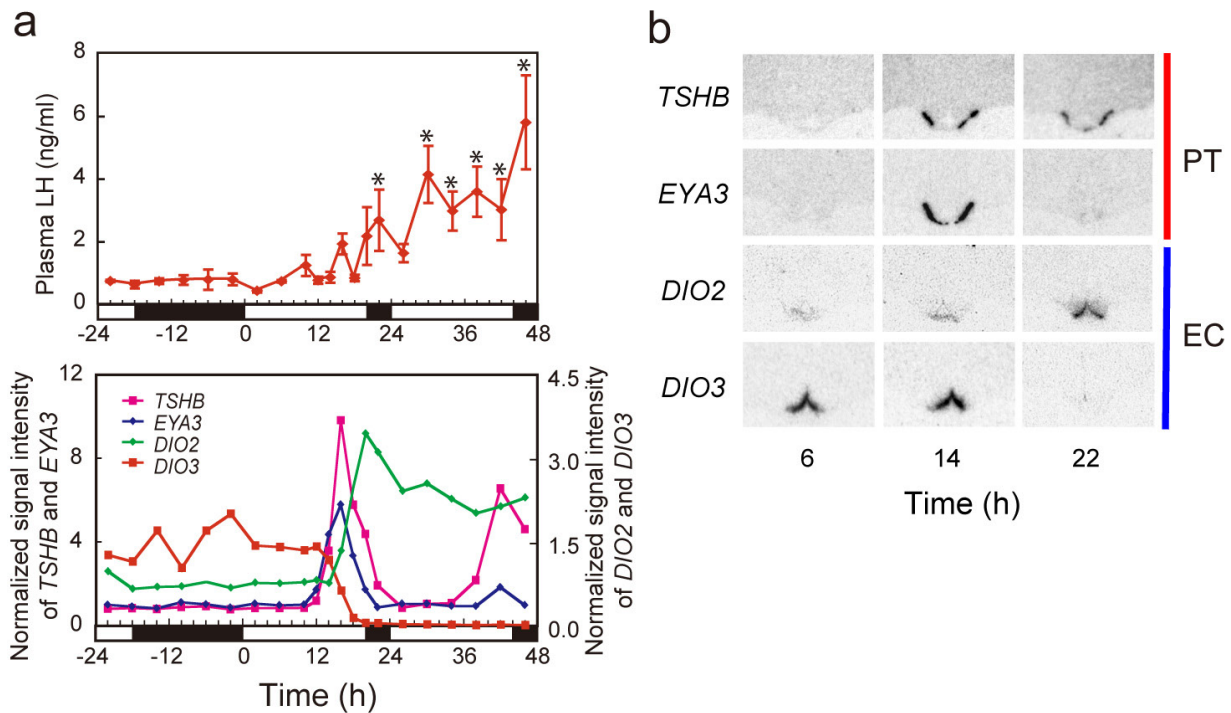 a
8
6
4
2
0
Plasma LH (ng/ml)
* * * * * *
-24 -12 0 12 24 36 48
12
8
4
0
Normalized signal intensity
of TSHB and EYA3
TSHB
EYA3
DIO2
DIO3
4.5
3.0
1.5
0.0
Normalized signal intensity
of DIO2 and DIO3
-24 -12 0 12 24 36 48
Time (h)
b
TSHB
EYA3
DIO2
DIO3
PT
EC
6 14 22
Time (h)